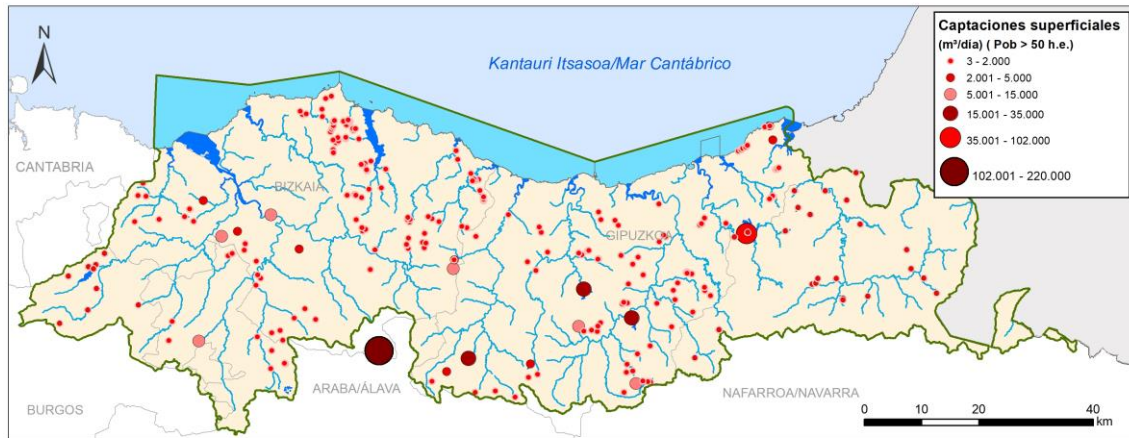 N
Kantauri Itsasoa/Mar Cantábrico
Captaciones superficiales
(m³/día) ( Pob > 50 h.e.)
3 - 2.000
2.001 - 5.000
5.001 - 15.000
15.001 - 35.000
35.001 - 102.000
102.001 - 220.000
CANTABRIA
BIZKAIA
GIPUZKOA
ARABA/ÁLAVA
NAFARROA/NAVARRA
BURGOS
0 10 20 40
km